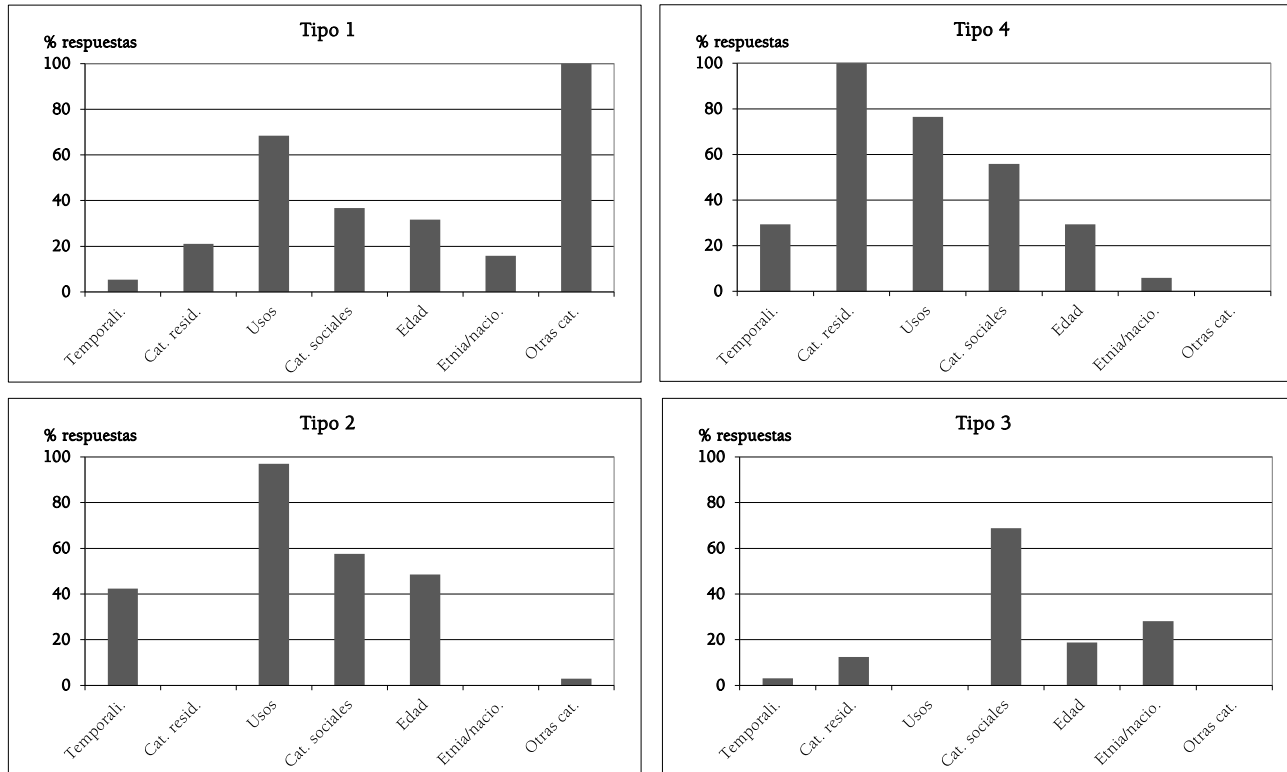 Tipo 1
% respuestas
100
80
60
40
20
0
Temporali.
Cat. resid.
Usos
Cat. sociales
Edad
Etnia/nacio.
Otras cat.
Tipo 4
% respuestas
100
80
60
40
20
0
Temporali.
Cat. resid.
Usos
Cat. sociales
Edad
Etnia/nacio.
Otras cat.
Tipo 2
% respuestas
100
80
60
40
20
0
Temporali.
Cat. resid.
Usos
Cat. sociales
Edad
Etnia/nacio.
Otras cat.
Tipo 3
% respuestas
100
80
60
40
20
0
Temporali.
Cat. resid.
Usos
Cat. sociales
Edad
Etnia/nacio.
Otras cat.